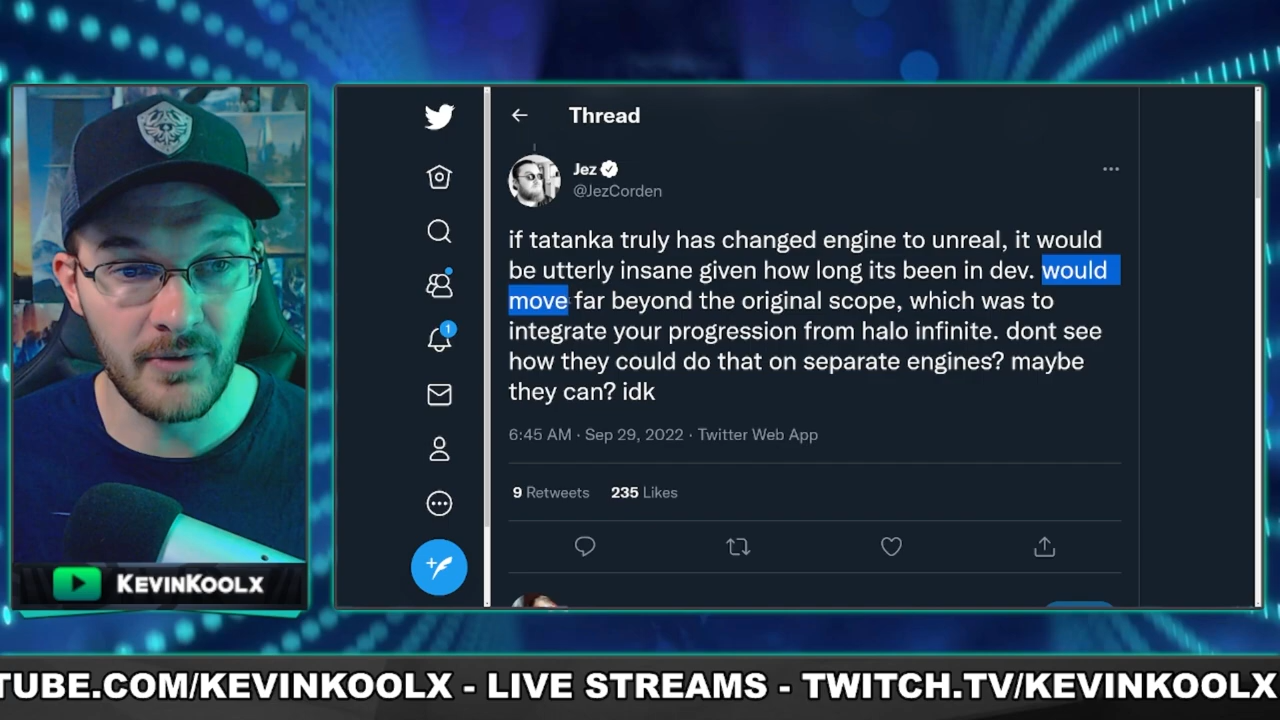 Thread
Jez
@JezCorden
if tatanka truly has changed engine to unreal, it would
be utterly insane given how long its been in dev. would
move far beyond the original scope, which was to
integrate your progression from halo infinite. dont see
how they could do that on separate engines? maybe
they can? idk
6:45 AM · Sep 29, 2022 · Twitter Web App
9 Retweets 235 Likes
1
KEVINKOOLX
TUBE.COM/KEVINKOOLX - LIVE STREAMS - TWITCH.TV/KEVINKOOLX